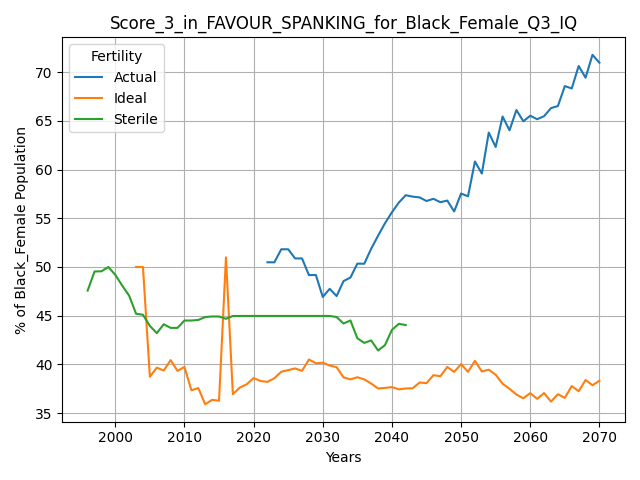 Score_3_in_FAVOUR_SPANKING_for_Black_Female_Q3_IQ
Fertility
Actual
Ideal
Sterile
% of Black_Female Population
70
65
60
55
50
45
40
35
2000 2010 2020 2030 2040 2050 2060 2070
Years